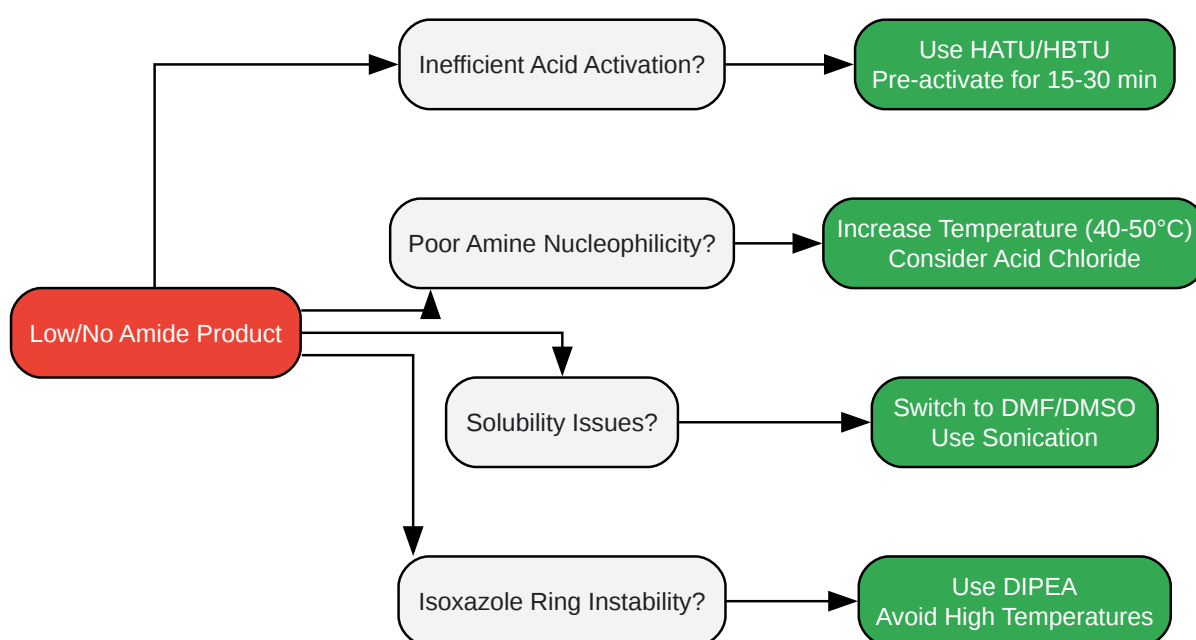 Inefficient Acid Activation?
Use HATU/HBTU
Pre-activate for 15-30 min
Poor Amine Nucleophilicity?
Increase Temperature (40-50°C)
Consider Acid Chloride
Low/No Amide Product
Solubility Issues?
Switch to DMF/DMSO
Use Sonication
Isoxazole Ring Instability?
Use DIPEA
Avoid High Temperatures